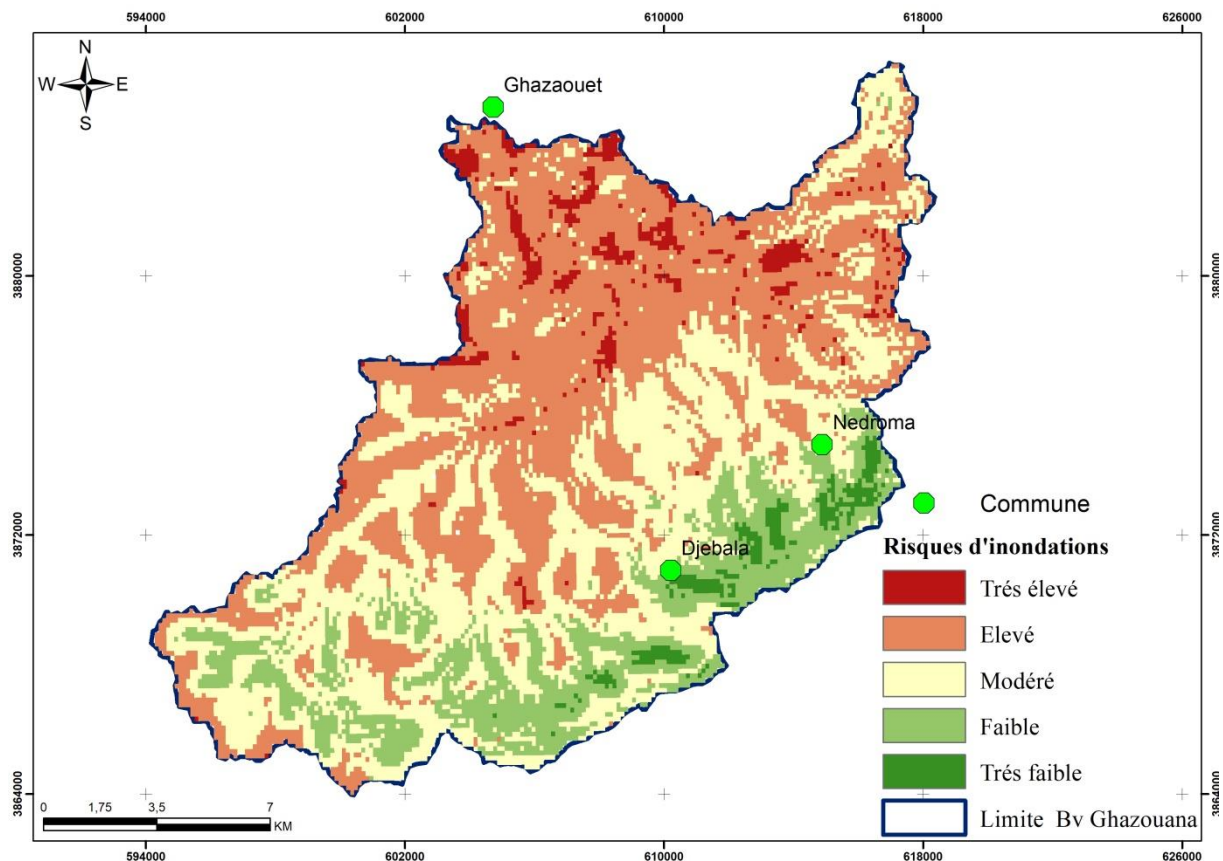 594000 602000 610000 618000 626000
N
W E
S
Ghazaouet
3880000 3880000
Nedroma
Commune
3872000 3872000
Djebala
Risques d'inondations
Trés élevé
Elevé
Modéré
Faible
Trés faible
Limite Bv Ghazouana
3864000 3864000
0 1,75 3,5 7
KM
594000 602000 610000 618000 626000